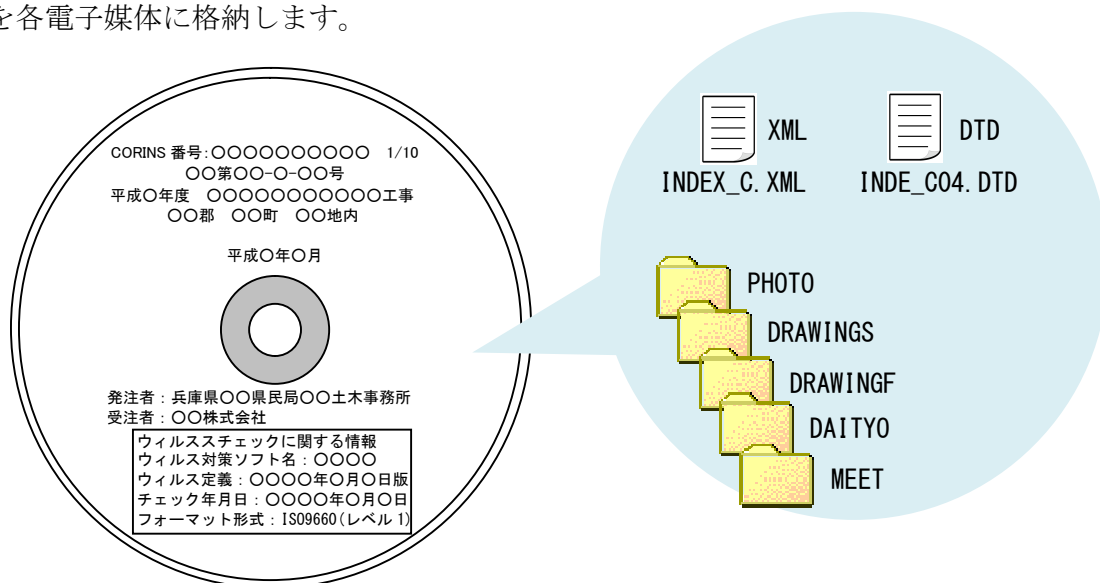 を各電子媒体に格納します。
CORINS 番号:〇〇〇〇〇〇〇〇〇〇 1/10
〇〇第〇〇-〇-〇〇号
平成〇年度 〇〇〇〇〇〇〇〇〇〇〇工事
〇〇郡 〇〇町 〇〇地内
平成〇年〇月
発注者：兵庫県〇〇県民局〇〇土木事務所
受注者：〇〇株式会社
ウィルススチェックに関する情報
ウィルス対策ソフト名：〇〇〇〇
ウィルス定義：〇〇〇〇年〇月〇日版
チェック年月日：〇〇〇〇年〇月〇日
フォーマット形式：ISO9660(レベル 1)
XML
DTD
INDEX_C.XML
INDE_C04.DTD
PHOTO
DRAWINGS
DRAWINGF
DAITYO
MEET